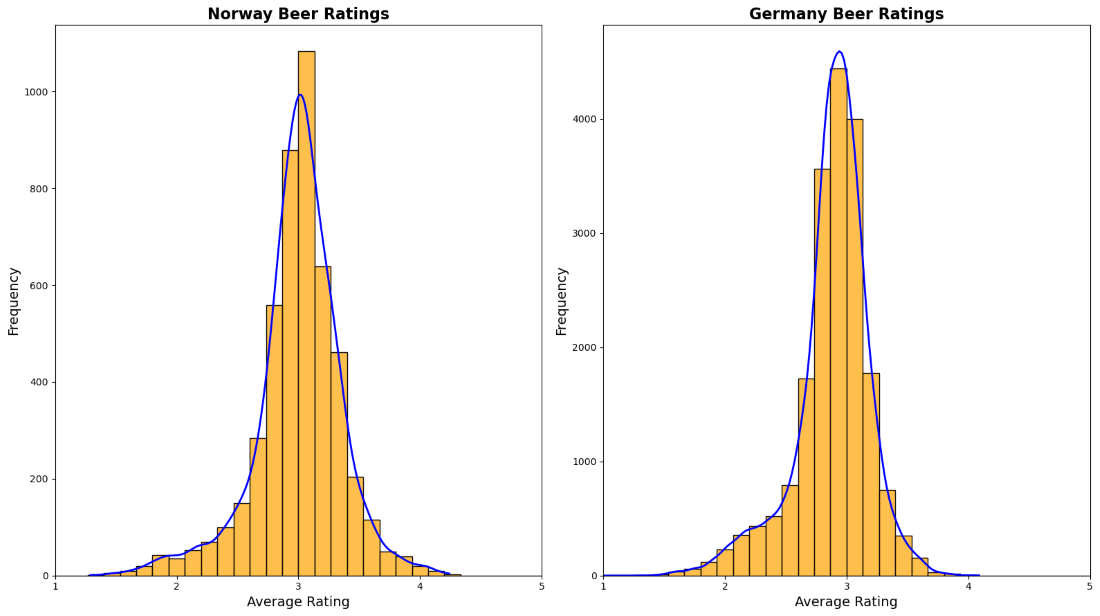 Norway Beer Ratings
Frequency
1000
800
600
400
200
0
1 2 3 4 5
Average Rating
Germany Beer Ratings
Frequency
4000
3000
2000
1000
0
1 2 3 4 5
Average Rating